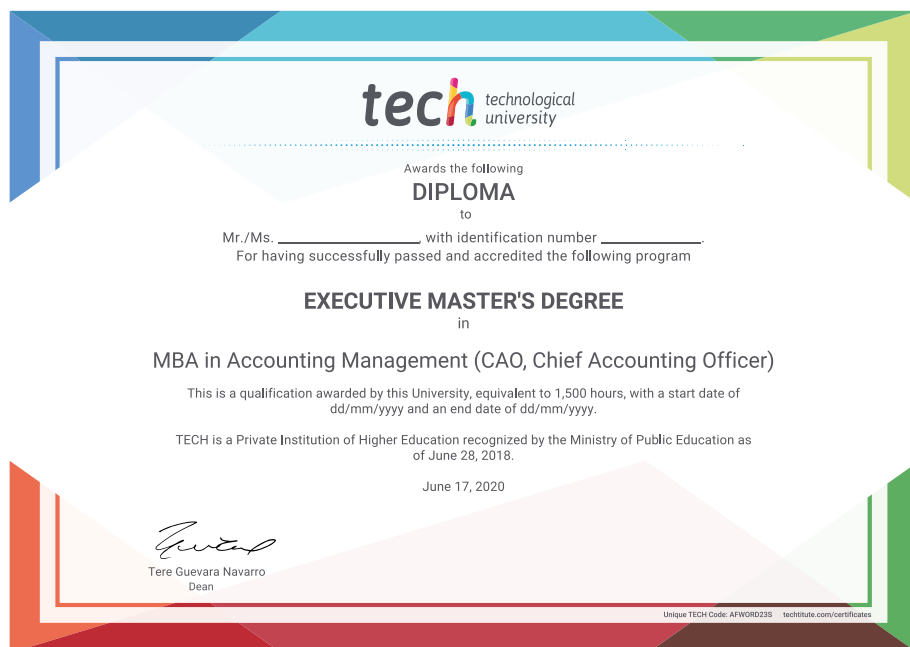 tech technological
university
Awards the following
DIPLOMA
to
Mr./Ms. ____________________, with identification number ______________.
For having successfully passed and accredited the following program
EXECUTIVE MASTER'S DEGREE
in
MBA in Accounting Management (CAO, Chief Accounting Officer)
This is a qualification awarded by this University, equivalent to 1,500 hours, with a start date of
dd/mm/yyyy and an end date of dd/mm/yyyy.
TECH is a Private Institution of Higher Education recognized by the Ministry of Public Education as
of June 28, 2018.
June 17, 2020
Tere Guevara Navarro
Dean
Unique TECH Code: AFWORD23S techtitute.com/certificates